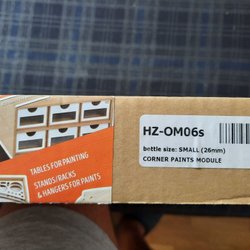 TABLES FOR PAINTING
STANDS/RACKS
& HANGERS FOR PAINTS
HZ-OM06s
bottle size: SMALL (26mm)
CORNER PAINTS MODULE